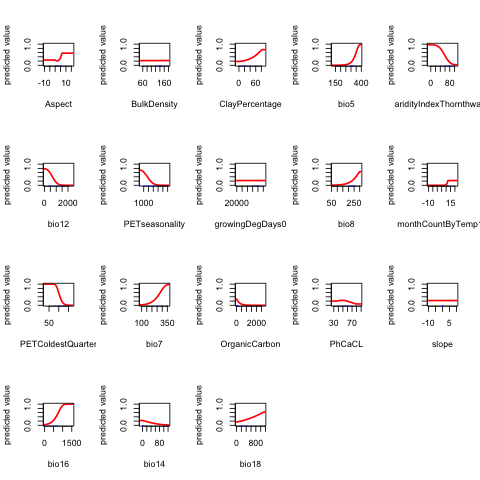 predicted value 0.0 1.0 -10 10 Aspect
predicted value 0.0 1.0 60 160 BulkDensity
predicted value 0.0 1.0 0 60 ClayPercentage
predicted value 0.0 1.0 150 400 bio5
predicted value 0.0 1.0 0 80 aridityIndexThornthwa
predicted value 0.0 1.0 0 2000 bio12
predicted value 0.0 1.0 1000 PETseasonality
predicted value 0.0 1.0 20000 growingDegDays0
predicted value 0.0 1.0 50 250 bio8
predicted value 0.0 1.0 -10 15 monthCountByTemp1
predicted value 0.0 1.0 50 PETColdestQuarter
predicted value 0.0 1.0 100 350 bio7
predicted value 0.0 1.0 0 2000 OrganicCarbon
predicted value 0.0 1.0 30 70 PhCaCL
predicted value 0.0 1.0 -10 5 slope
predicted value 0.0 1.0 0 1500 bio16
predicted value 0.0 1.0 0 80 bio14
predicted value 0.0 1.0 0 800 bio18